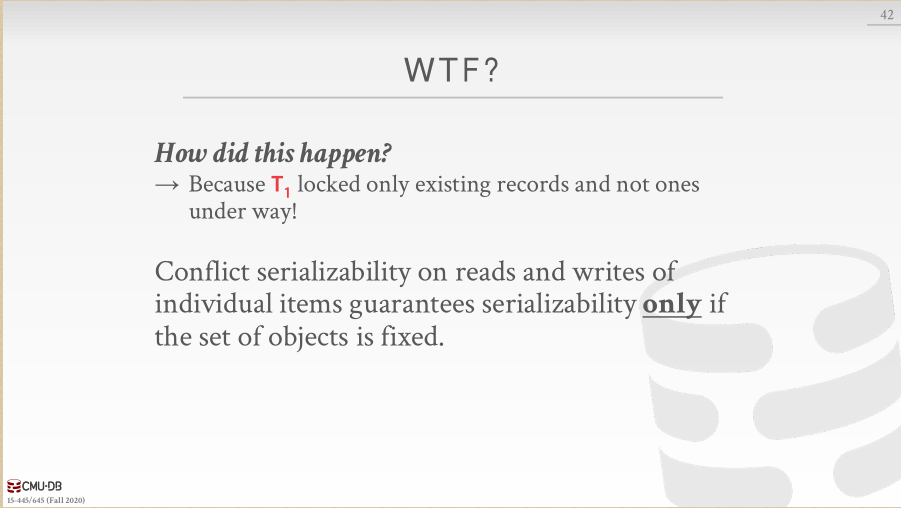 42
WTF?
How did this happen?
→ Because T₁ locked only existing records and not ones
under way!
Conflict serializability on reads and writes of
individual items guarantees serializability only if
the set of objects is fixed.
CMU·DB
15-445/645 (Fall 2020)